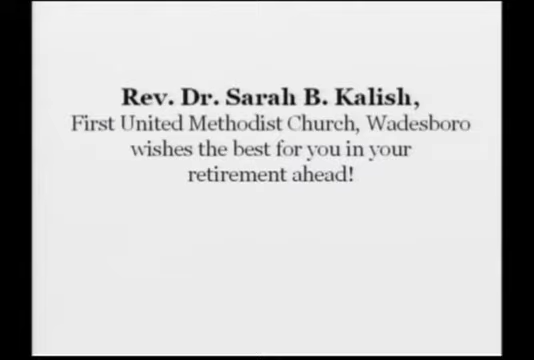 Rev. Dr. Sarah B. Kalish,
First United Methodist Church, Wadesboro
wishes the best for you in your
retirement ahead!